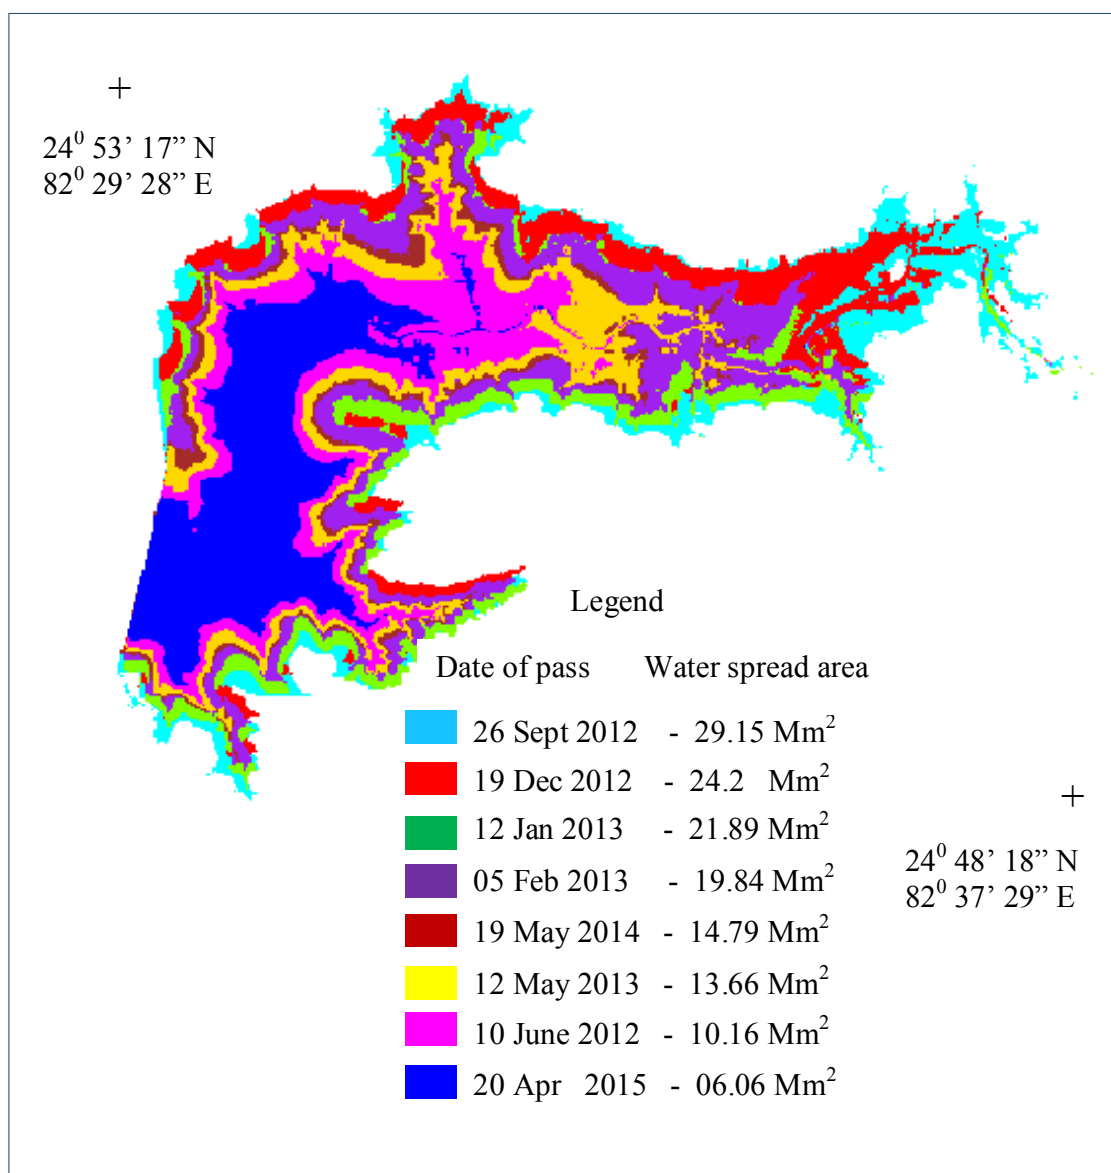 +
24⁰ 53’ 17” N
82⁰ 29’ 28” E
Legend
Date of pass Water spread area
26 Sept 2012 - 29.15 Mm²
19 Dec 2012 - 24.2 Mm²
12 Jan 2013 - 21.89 Mm²
05 Feb 2013 - 19.84 Mm²
19 May 2014 - 14.79 Mm²
12 May 2013 - 13.66 Mm²
10 June 2012 - 10.16 Mm²
20 Apr 2015 - 06.06 Mm²
+
24⁰ 48’ 18” N
82⁰ 37’ 29” E